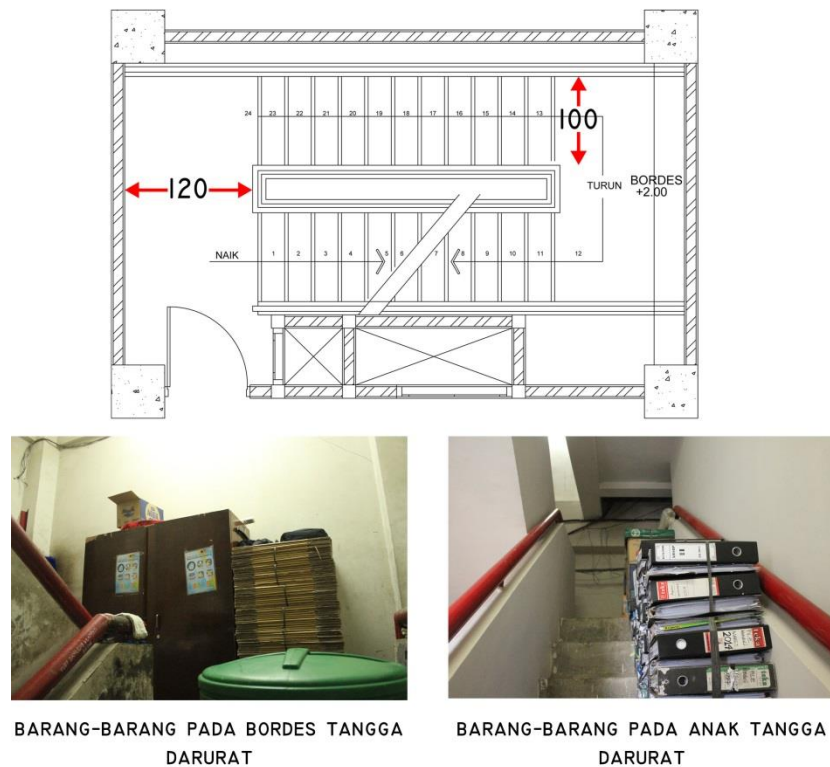 24 23 22 21 20 19 18 17 16 15 14 13
100
120
TURUN
BORDES
+2.00
NAIK
1 2 3 4 5 6 7 8 9 10 11 12
2014
BARANG-BARANG PADA BORDES TANGGA
DARURAT
BARANG-BARANG PADA ANAK TANGGA
DARURAT